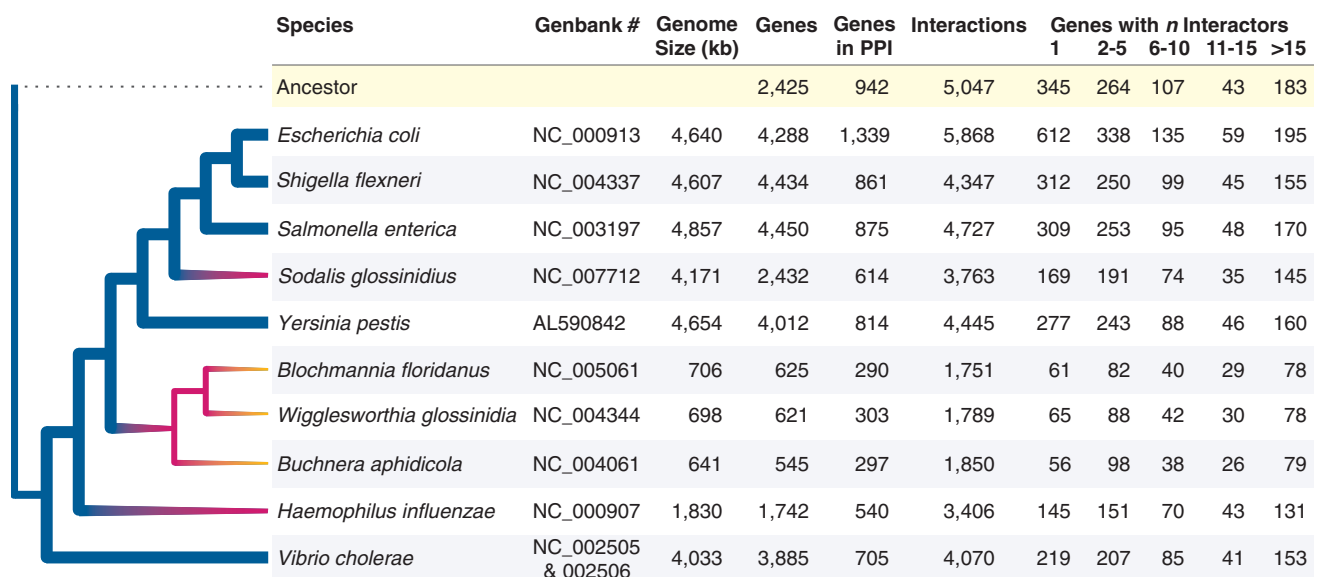 Species Genbank # Genome Genes Genes Interactions Genes with n Interactors
Size (kb) in PPI 1 2-5 6-10 11-15 >15
Ancestor 2,425 942 5,047 345 264 107 43 183
Escherichia coli NC_000913 4,640 4,288 1,339 5,868 612 338 135 59 195
Shigella flexneri NC_004337 4,607 4,434 861 4,347 312 250 99 45 155
Salmonella enterica NC_003197 4,857 4,450 875 4,727 309 253 95 48 170
Sodalis glossinidius NC_007712 4,171 2,432 614 3,763 169 191 74 35 145
Yersinia pestis AL590842 4,654 4,012 814 4,445 277 243 88 46 160
Blochmannia floridanus NC_005061 706 625 290 1,751 61 82 40 29 78
Wigglesworthia glossinidia NC_004344 698 621 303 1,789 65 88 42 30 78
Buchnera aphidicola NC_004061 641 545 297 1,850 56 98 38 26 79
Haemophilus influenzae NC_000907 1,830 1,742 540 3,406 145 151 70 43 131
Vibrio cholerae NC_002505 4,033 3,885 705 4,070 219 207 85 41 153
& 002506